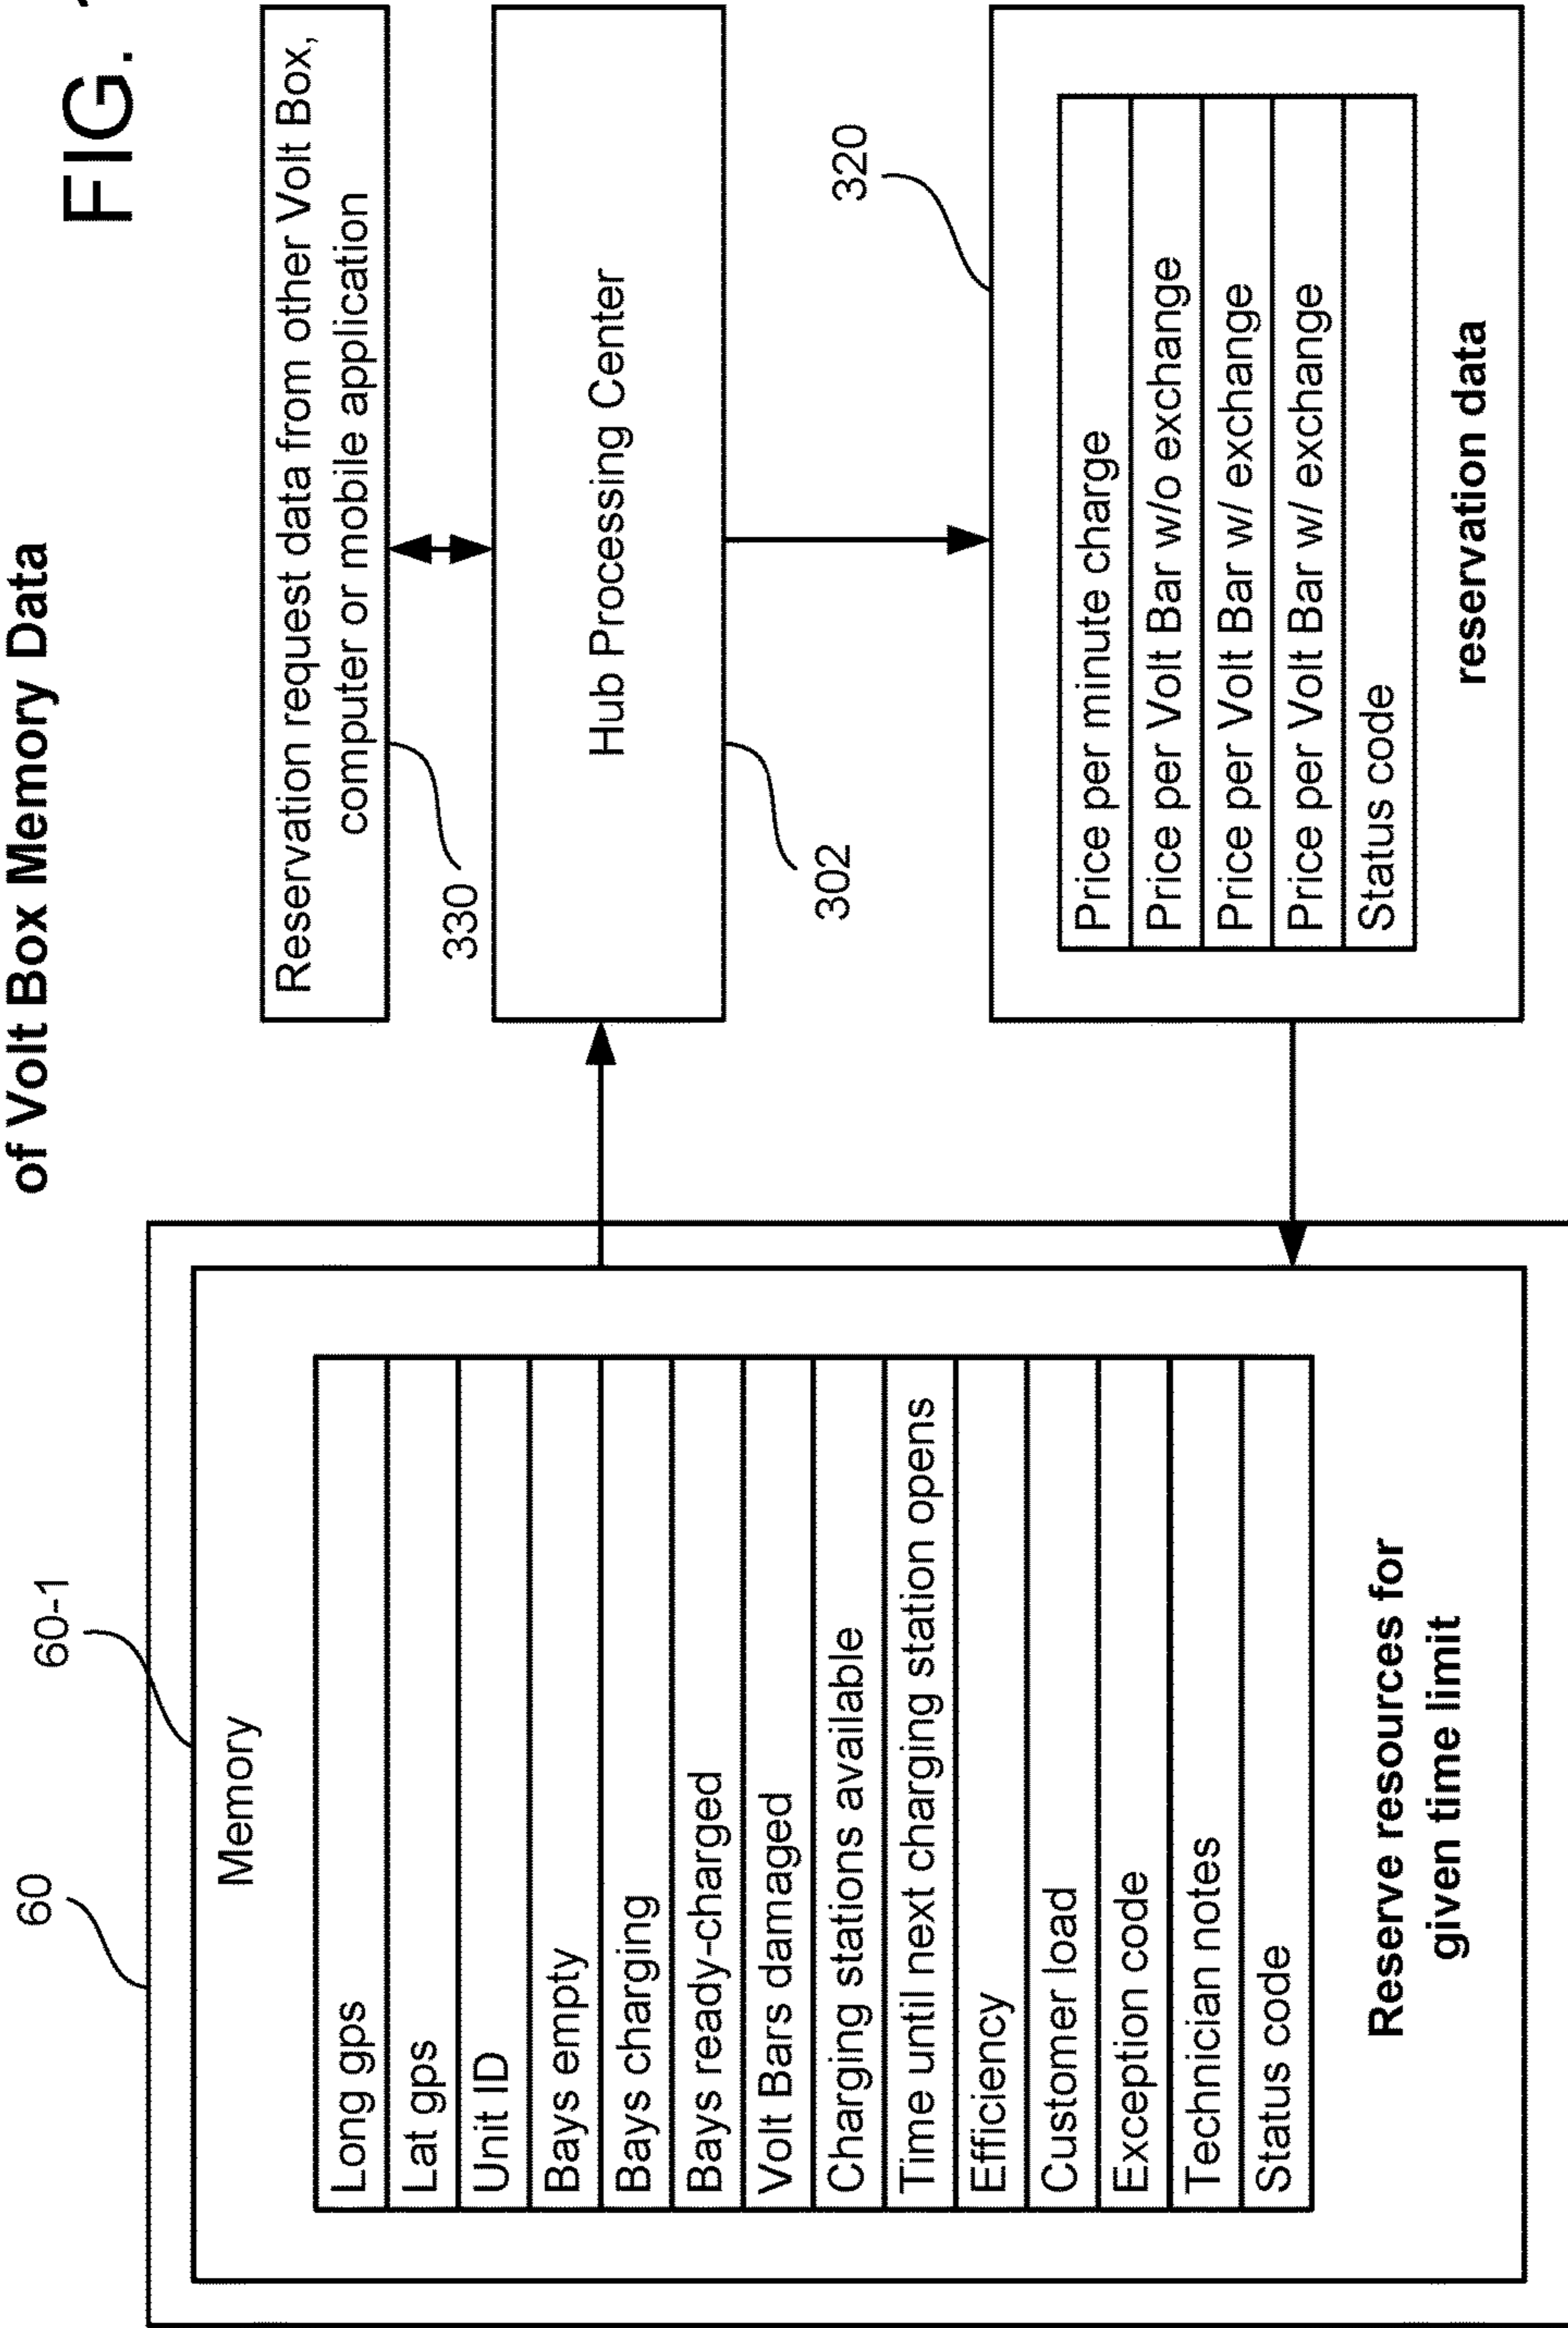 of Volt Box Memory Data
FIG.
60
60-1
Memory
Long gps
Lat gps
Unit ID
Bays empty
Bays charging
Bays ready-charged
Volt Bars damaged
Charging stations available
Time until next charging station opens
Efficiency
Customer load
Exception code
Technician notes
Status code
Reserve resources for
given time limit
Reservation request data from other Volt Box,
computer or mobile application
330
Hub Processing Center
302
320
Price per minute charge
Price per Volt Bar w/o exchange
Price per Volt Bar w/ exchange
Price per Volt Bar w/ exchange
Status code
reservation data